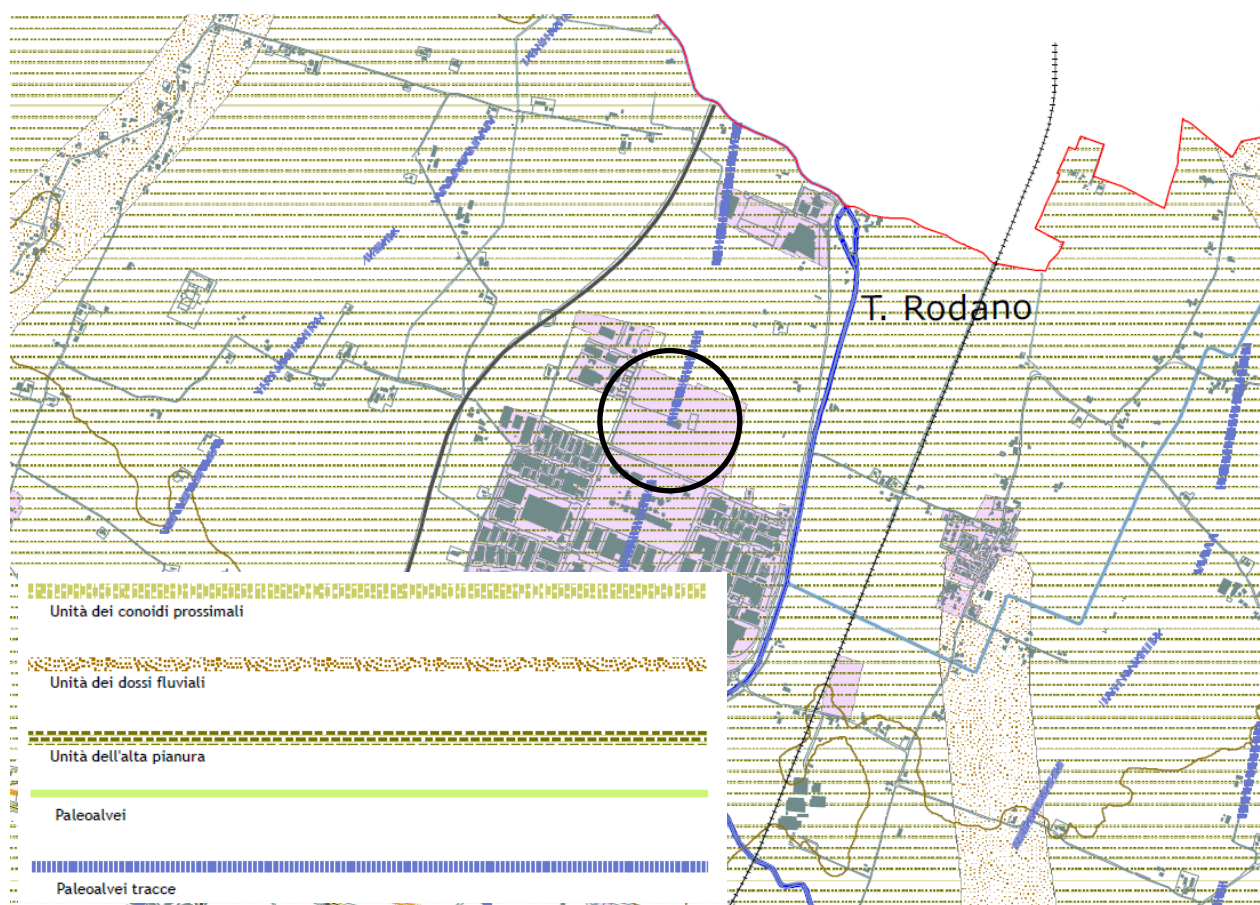 T. Rodano
Unità dei conoidi prossimali
Unità dei dossi fluviali
Unità dell'alta pianura
Paleoalvei
Paleoalvei tracce